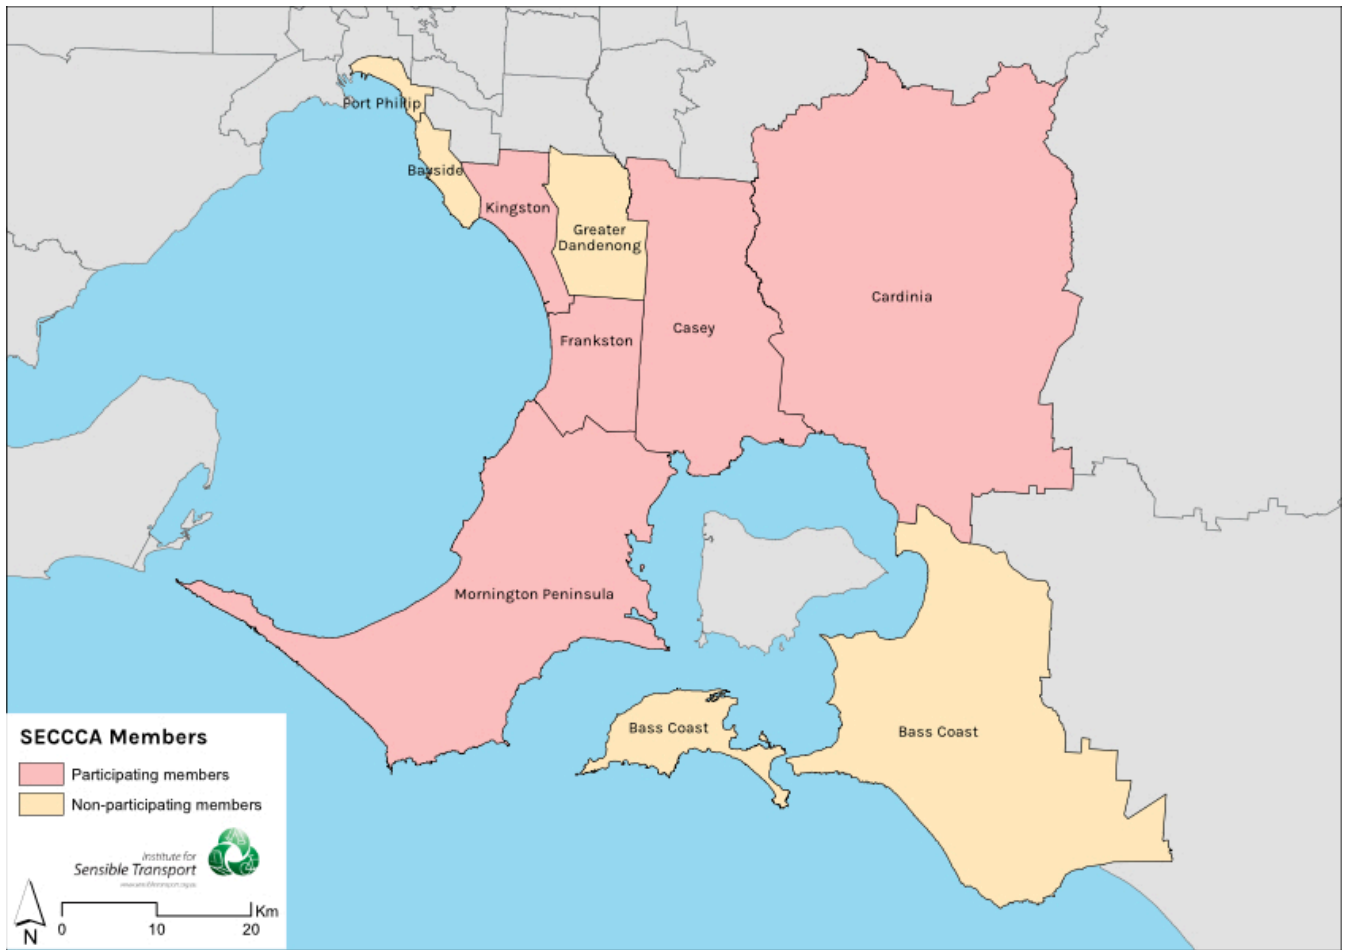 Port Phillip
Bayside
Kingston
Greater
Dandenong
Cardinia
Casey
Frankston
Mornington Peninsula
Bass Coast
Bass Coast
SECCCA Members
Participating members
Non-participating members
Institute for
Sensible Transport
Km
0 10 20
N